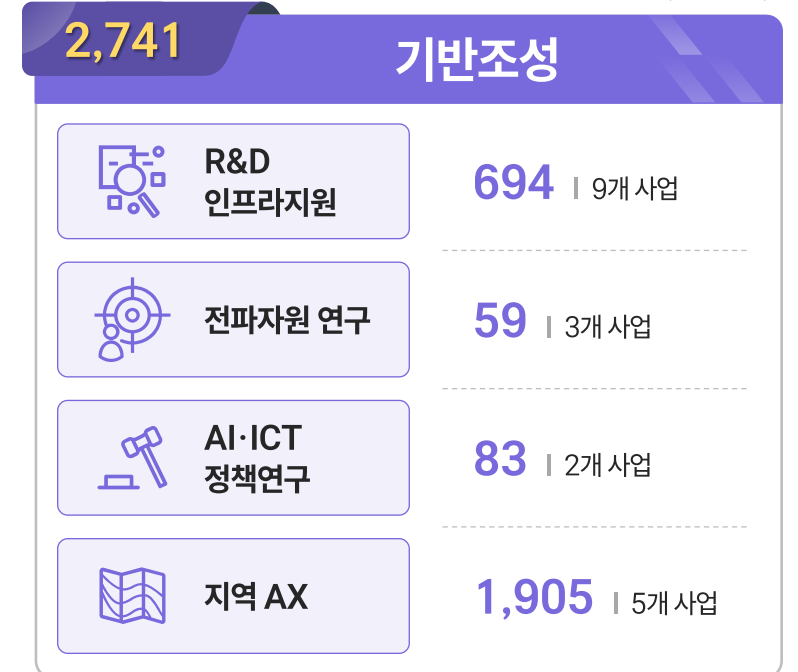 2,741
기반조성
R&D
인프라지원
694 | 9개 사업
전파자원 연구
59 | 3개 사업
AI·ICT
정책연구
83 | 2개 사업
지역 AX
1,905 | 5개 사업